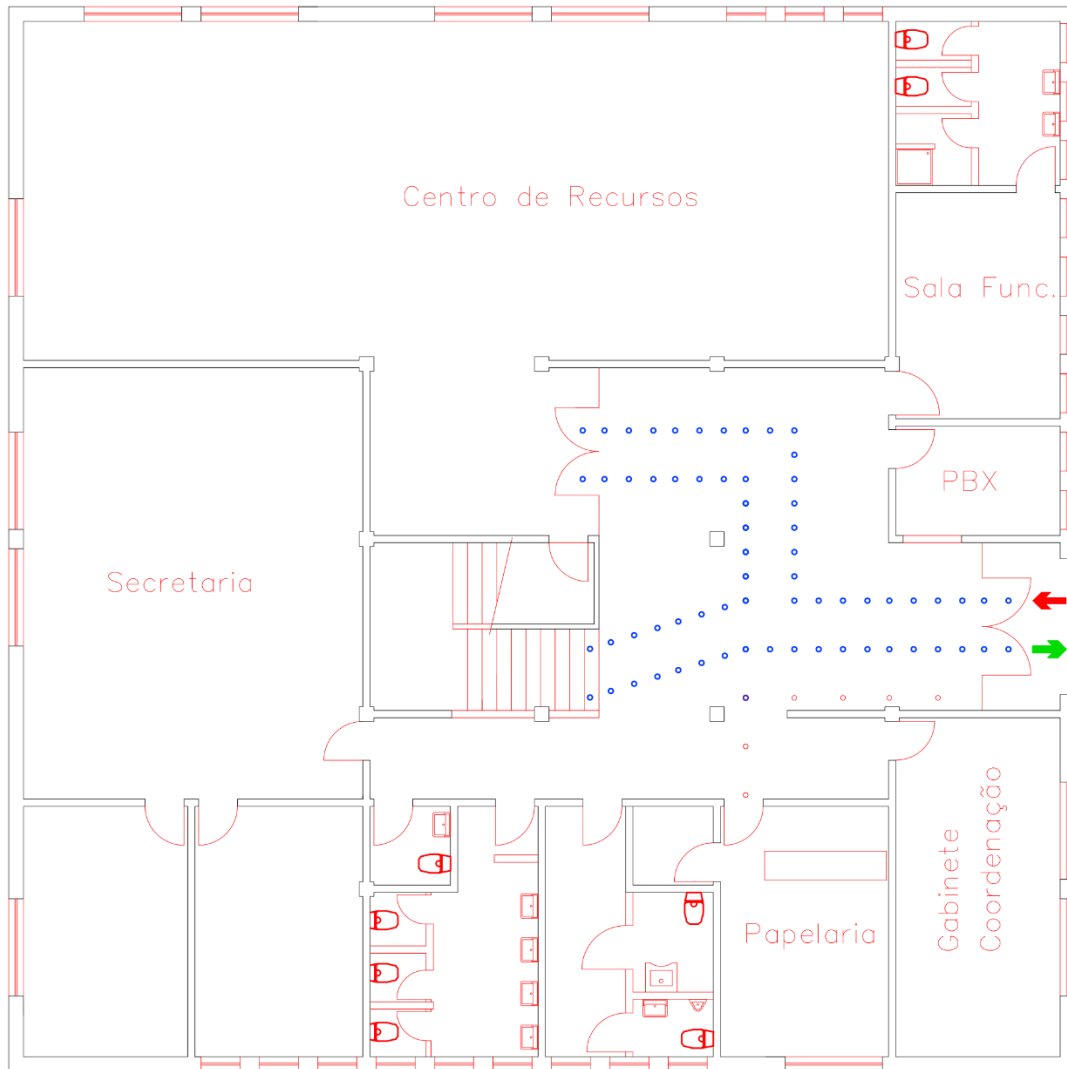 Centro de Recursos
Sala Func.
PBX
Secretaria
Gabinete
Coordenação
Papelaria